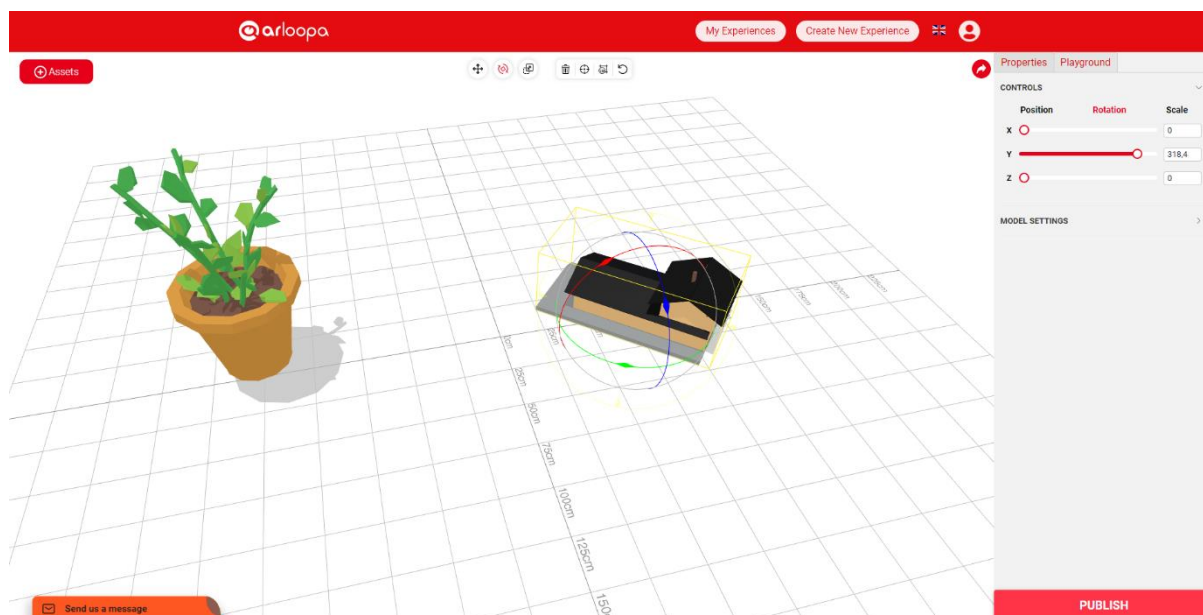 arloopa
My Experiences
Create New Experience
Assets
Properties Playground
CONTROLS
Position Rotation Scale
X 0
Y 318,4
Z 0
MODEL SETTINGS
25cm
50cm
75cm
100cm
125cm
Send us a message
PUBLISH